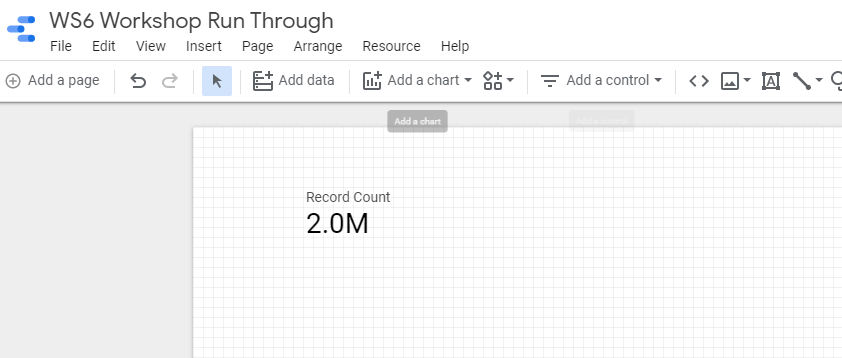 WS6 Workshop Run Through
File Edit View Insert Page Arrange Resource Help
Add a page Add data Add a chart Add a control
Add a chart
Record Count
2.0M